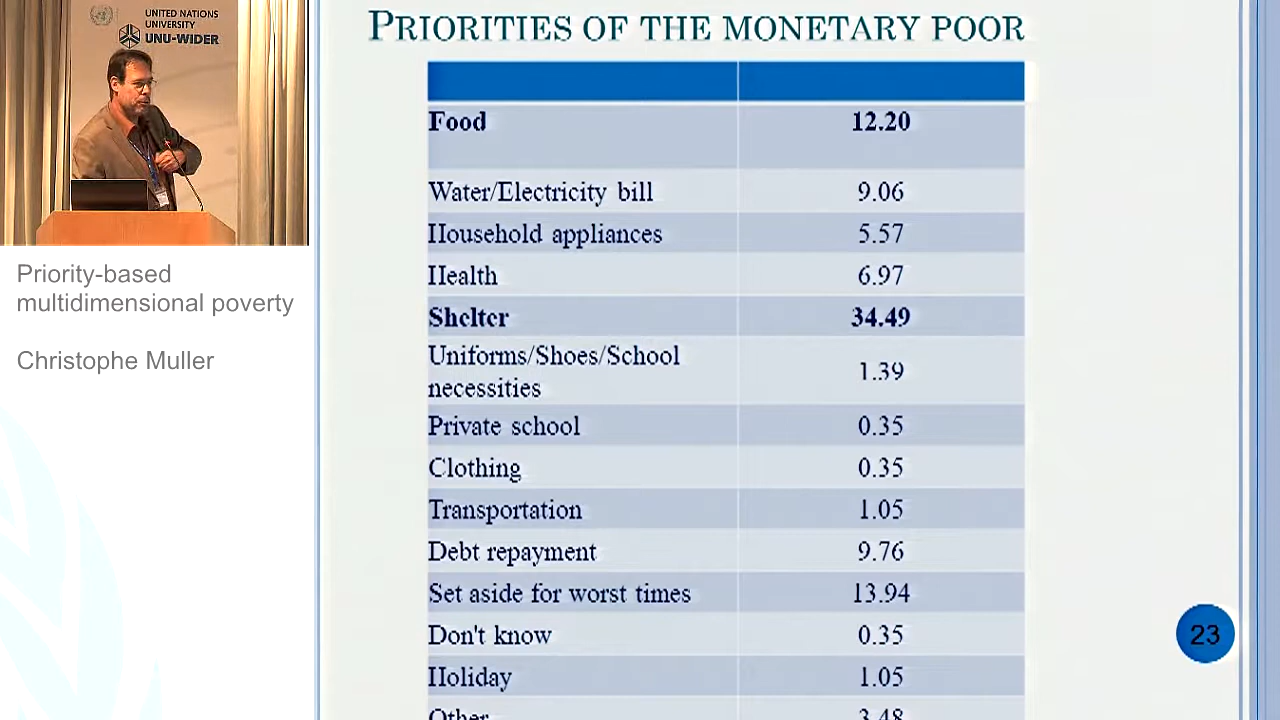 UNITED NATIONS
UNIVERSITY
UNU-WIDER
Priority-based
multidimensional poverty
Christophe Muller
PRIORITIES OF THE MONETARY POOR
Food 12.20
Water/Electricity bill 9.06
Household appliances 5.57
Health 6.97
Shelter 34.49
Uniforms/Shoes/School
necessities 1.39
Private school 0.35
Clothing 0.35
Transportation 1.05
Debt repayment 9.76
Set aside for worst times 13.94
Don't know 0.35
Holiday 1.05
Other 3.48
23